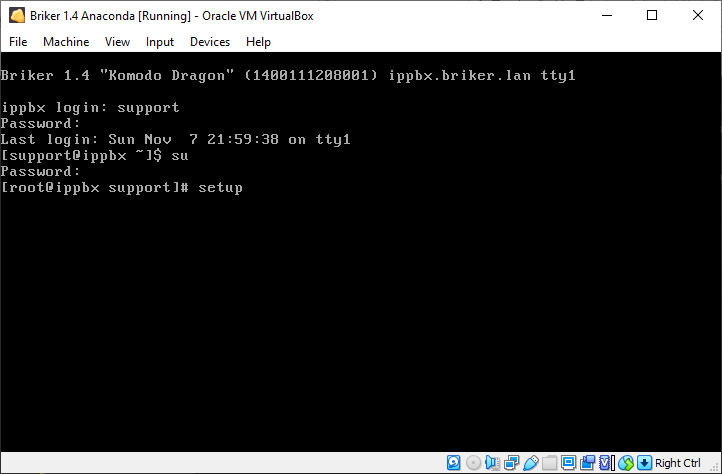 Briker 1.4 Anaconda [Running] - Oracle VM VirtualBox
File Machine View Input Devices Help
Briker 1.4 "Komodo Dragon" (1400111208001) ippbx.briker.lan tty1
ippbx login: support
Password:
Last login: Sun Nov  7 21:59:38 on tty1
[support@ippbx ~]$ su
Password:
[root@ippbx support]# setup
Right Ctrl